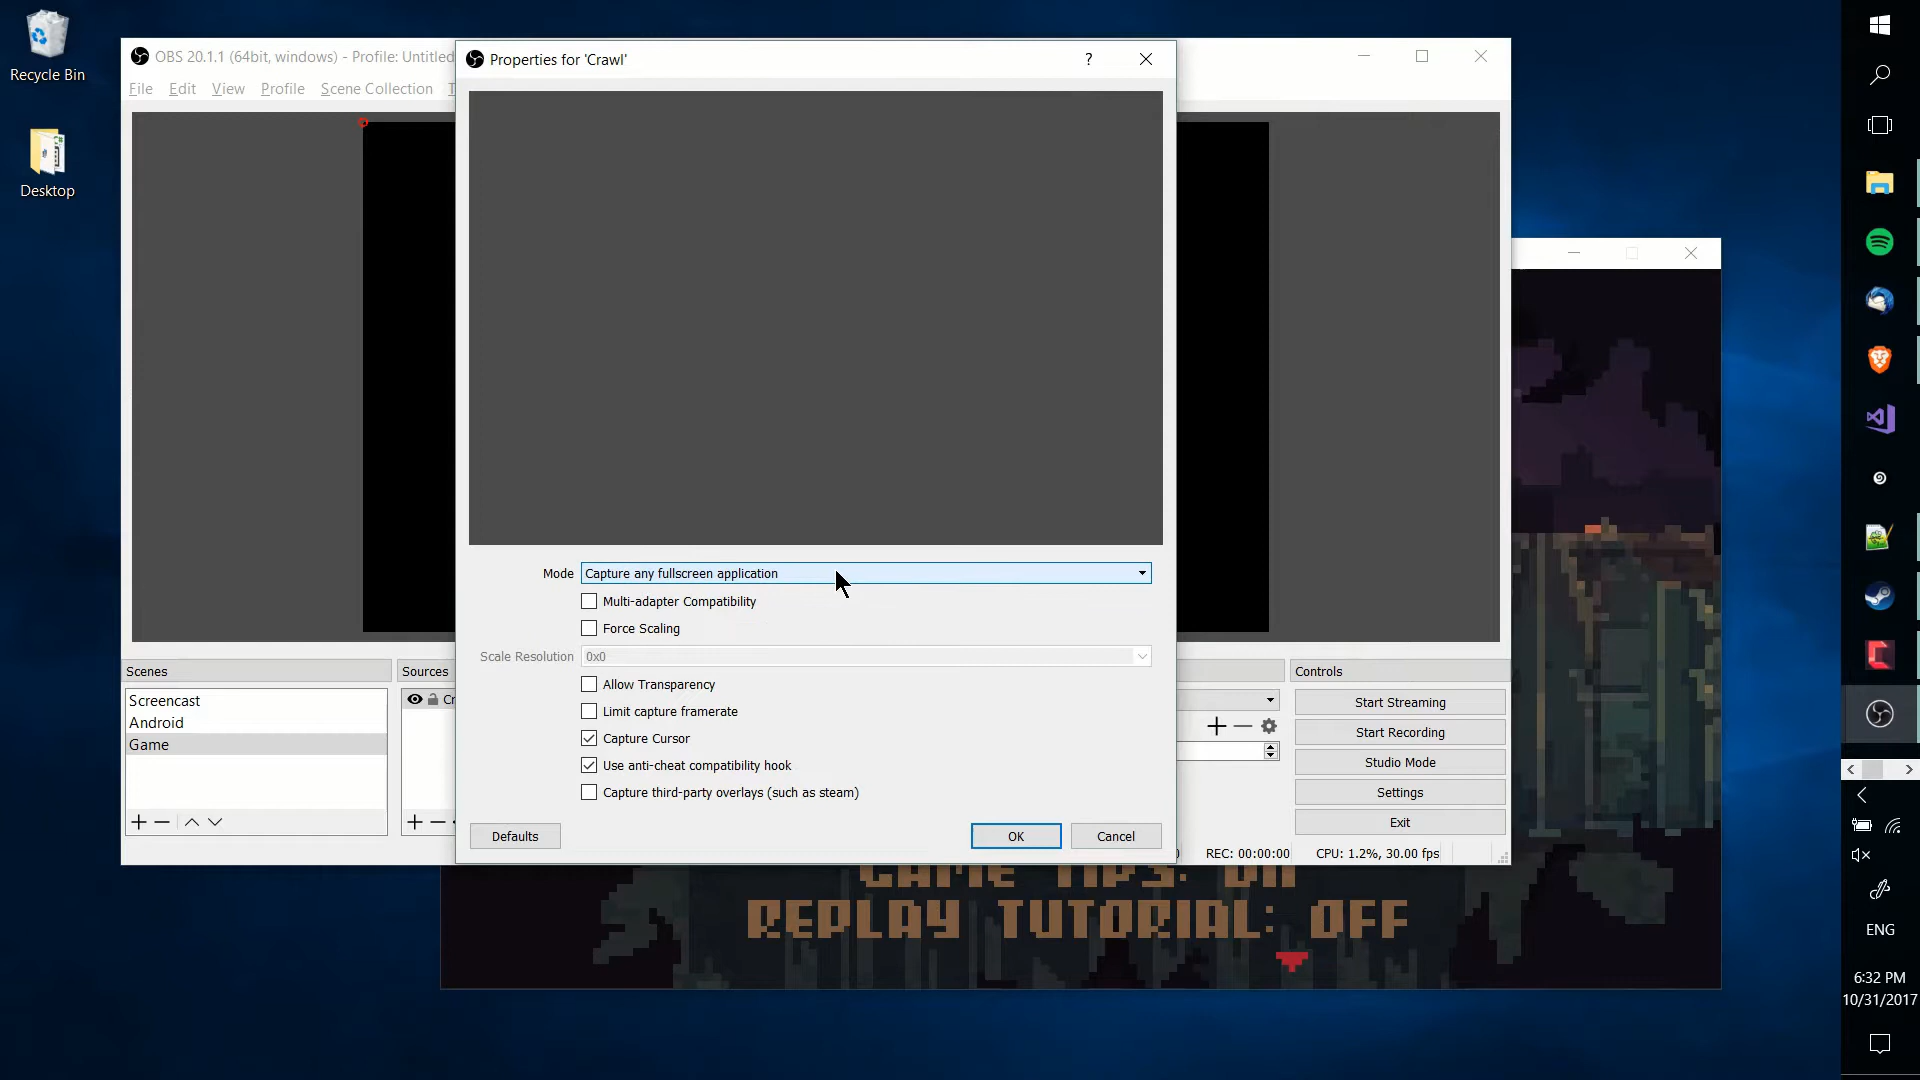 Recycle Bin
Desktop
OBS 20.1.1 (64bit, windows) - Profile: Untitled
File Edit View Profile Scene Collection T
Properties for 'Crawl'
?
Mode Capture any fullscreen application
Multi-adapter Compatibility
Force Scaling
Scale Resolution 0x0
Allow Transparency
Limit capture framerate
Capture Cursor
Use anti-cheat compatibility hook
Capture third-party overlays (such as steam)
Defaults OK Cancel
Scenes
Screencast
Android
Game
Sources
Cr
Controls
Start Streaming
Start Recording
Studio Mode
Settings
Exit
REC: 00:00:00 CPU: 1.2%, 30.00 fps
GAME TIPS: ON
REPLAY TUTORIAL: OFF
ENG
6:32 PM
10/31/2017